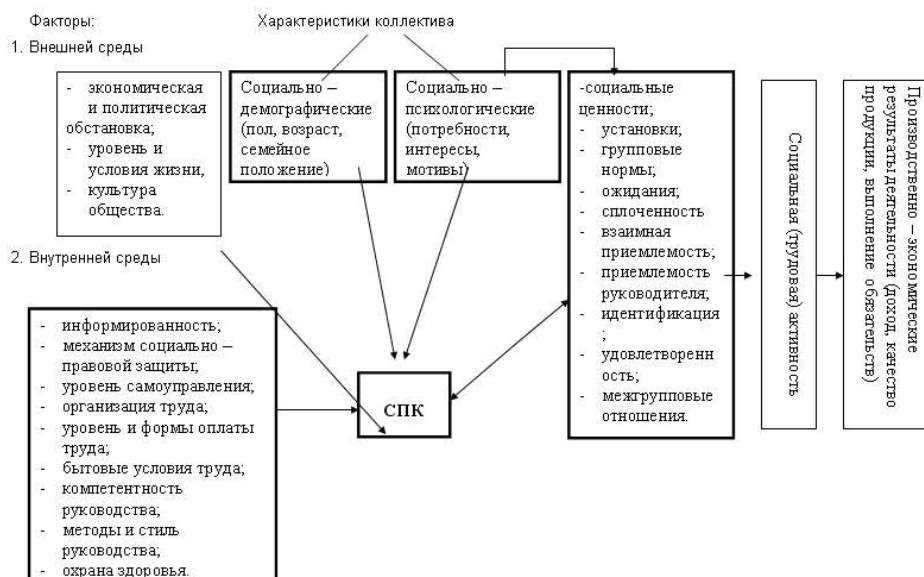 Факторы:
Характеристики коллектива
1. Внешней среды
- экономическая
и политическая
обстановка;
- уровень и
условия жизни,
- культура
общества.
Социально –
демографические
(пол, возраст,
семейное
положение)
Социально –
психологические
(потребности,
интересы,
мотивы)
-социальные
ценности;
- установки;
- групповые
нормы;
- ожидания;
- сплоченность
- взаимная
приемлемость;
- приемлемость
руководителя;
- идентификация
;
- удовлетворенн
ость;
- межгрупповые
отношения.
Социальная (трудовая) активность
Производственно – экономические
результаты деятельности (доход, качество
продукции, выполнение обязательств)
2. Внутренней среды
- информированность;
- механизм социально –
правовой защиты;
- уровень самоуправления;
- организация труда;
- уровень и формы оплаты
труда;
- бытовые условия труда;
- компетентность
руководства;
- методы и стиль
руководства;
- охрана здоровья.
СПК